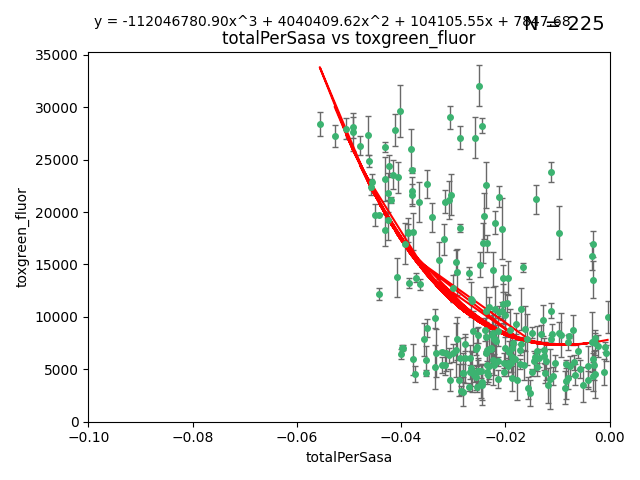 y = -112046780.90x^3 + 4040409.62x^2 + 104105.55x + 7847.68
N = 225
totalPerSasa vs toxgreen_fluor
35000
30000
25000
20000
15000
10000
5000
0
toxgreen_fluor
−0.10 −0.08 −0.06 −0.04 −0.02 0.00
totalPerSasa